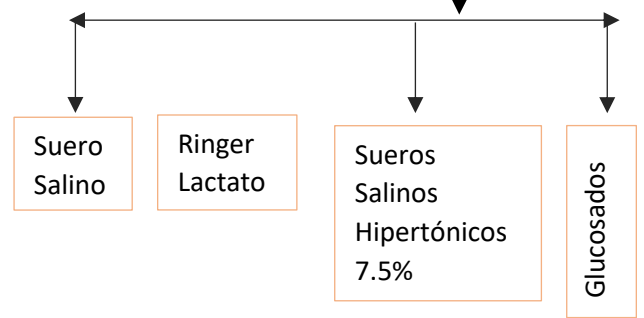 Suero
Salino
Ringer
Lactato
Sueros
Salinos
Hipertónicos
7.5%
Glucosados